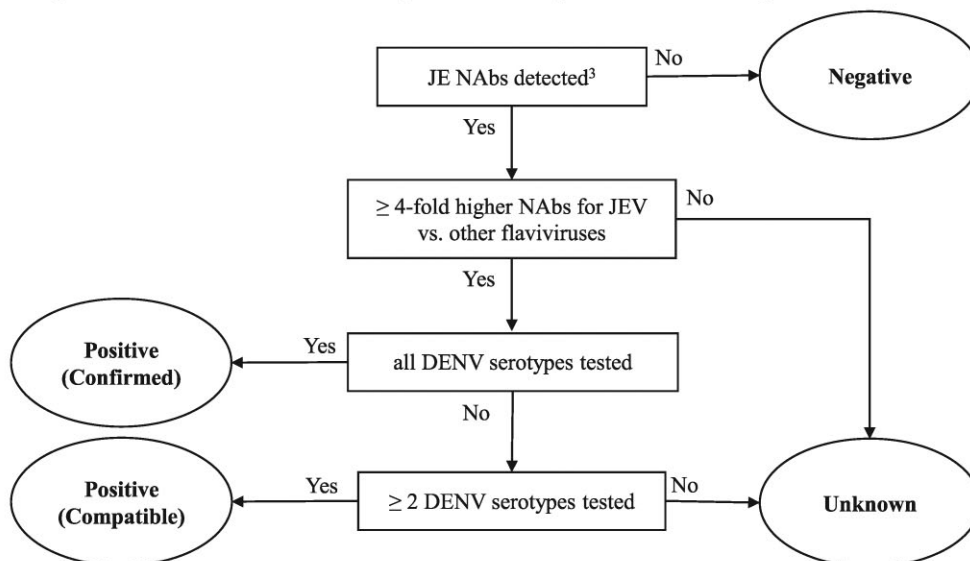 JE NAbs detected³
No
Negative
Yes
≥ 4-fold higher NAbs for JEV
vs. other flaviviruses
No
Yes
Positive
(Confirmed)
Yes
all DENV serotypes tested
No
Positive
(Compatible)
Yes
≥ 2 DENV serotypes tested
No
Unknown